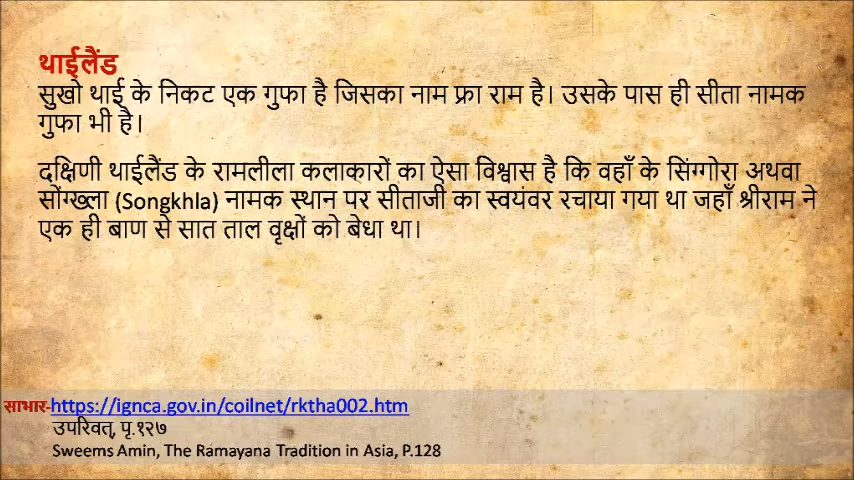 थाईलैंड
सुखो थाई के निकट एक गुफा है जिसका नाम फ्रा राम है। उसके पास ही सीता नामक
गुफा भी है।
दक्षिणी थाईलैंड के रामलीला कलाकारों का ऐसा विश्वास है कि वहाँ के सिंग्गोरा अथवा
सोंग्ख्ला (Songkhla) नामक स्थान पर सीताजी का स्वयंवर रचाया गया था जहाँ श्रीराम ने
एक ही बाण से सात ताल वृक्षों को बेधा था।
साभार-https://ignca.gov.in/coilnet/rktha002.htm
उपरिवत्, पृ.१२७
Sweems Amin, The Ramayana Tradition in Asia, P.128